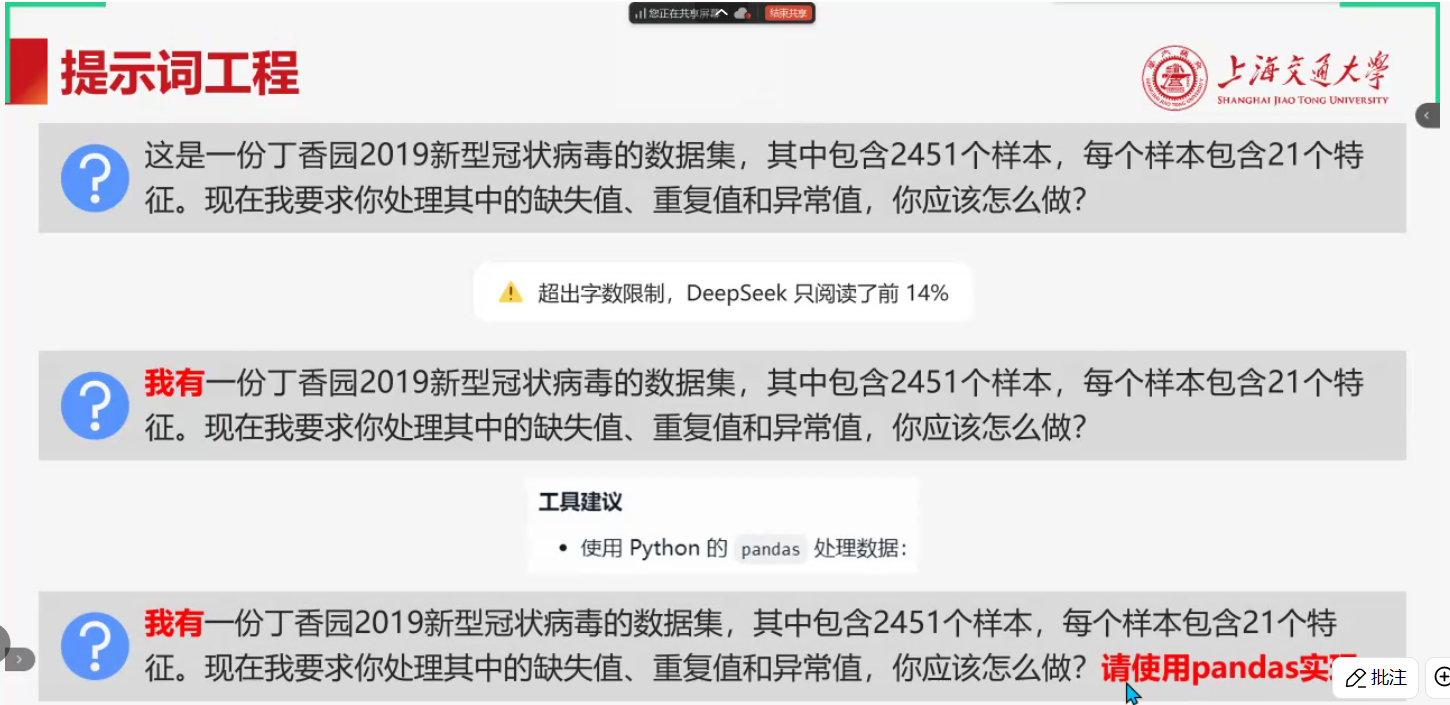 您正在共享屏幕
结束共享
提示词工程
上海交通大学
SHANGHAI JIAO TONG UNIVERSITY
这是一份丁香园2019新型冠状病毒的数据集，其中包含2451个样本，每个样本包含21个特
征。现在我要求你处理其中的缺失值、重复值和异常值，你应该怎么做？
超出字数限制，DeepSeek 只阅读了前 14%
我有一份丁香园2019新型冠状病毒的数据集，其中包含2451个样本，每个样本包含21个特
征。现在我要求你处理其中的缺失值、重复值和异常值，你应该怎么做？
工具建议
• 使用 Python 的 pandas 处理数据：
我有一份丁香园2019新型冠状病毒的数据集，其中包含2451个样本，每个样本包含21个特
征。现在我要求你处理其中的缺失值、重复值和异常值，你应该怎么做？请使用pandas实现
批注